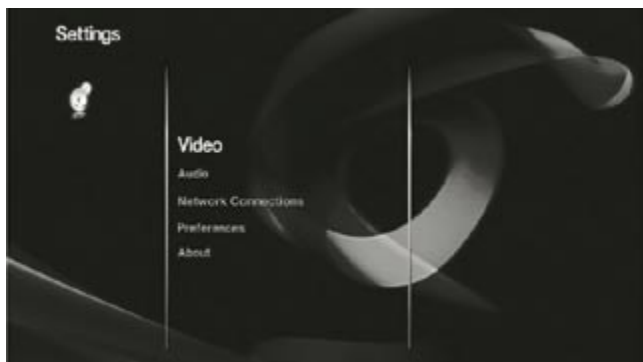 Settings
Video
Audio
Network Connections
Preferences
About